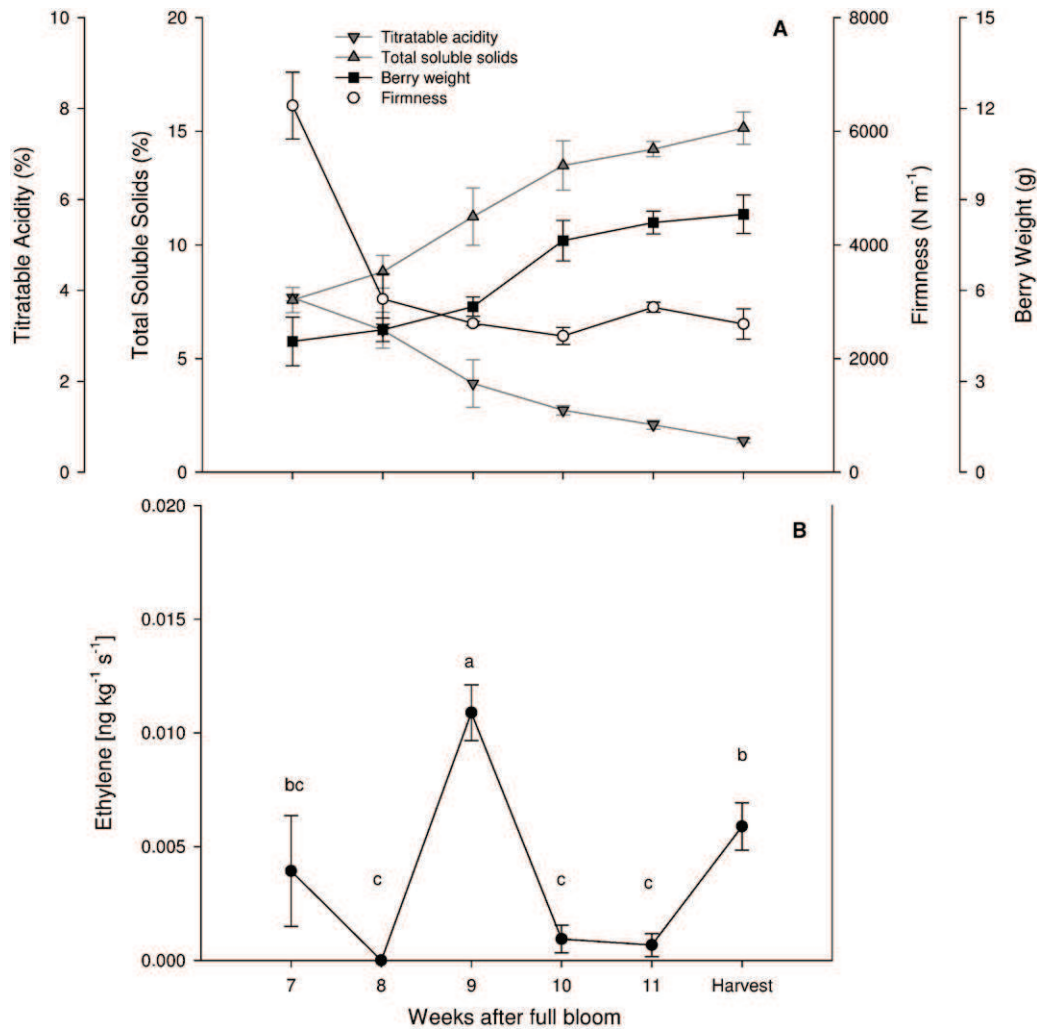 A
Titratable acidity
Total soluble solids
Berry weight
Firmness
Titratable Acidity (%)
10
8
6
4
2
0
Total Soluble Solids (%)
20
15
10
5
0
Firmness (N m⁻¹)
8000
6000
4000
2000
0
Berry Weight (g)
15
12
9
6
3
0
B
Ethylene [ng kg⁻¹ s⁻¹]
0.020
0.015
0.010
0.005
0.000
bc
c
a
c
c
b
7 8 9 10 11 Harvest
Weeks after full bloom